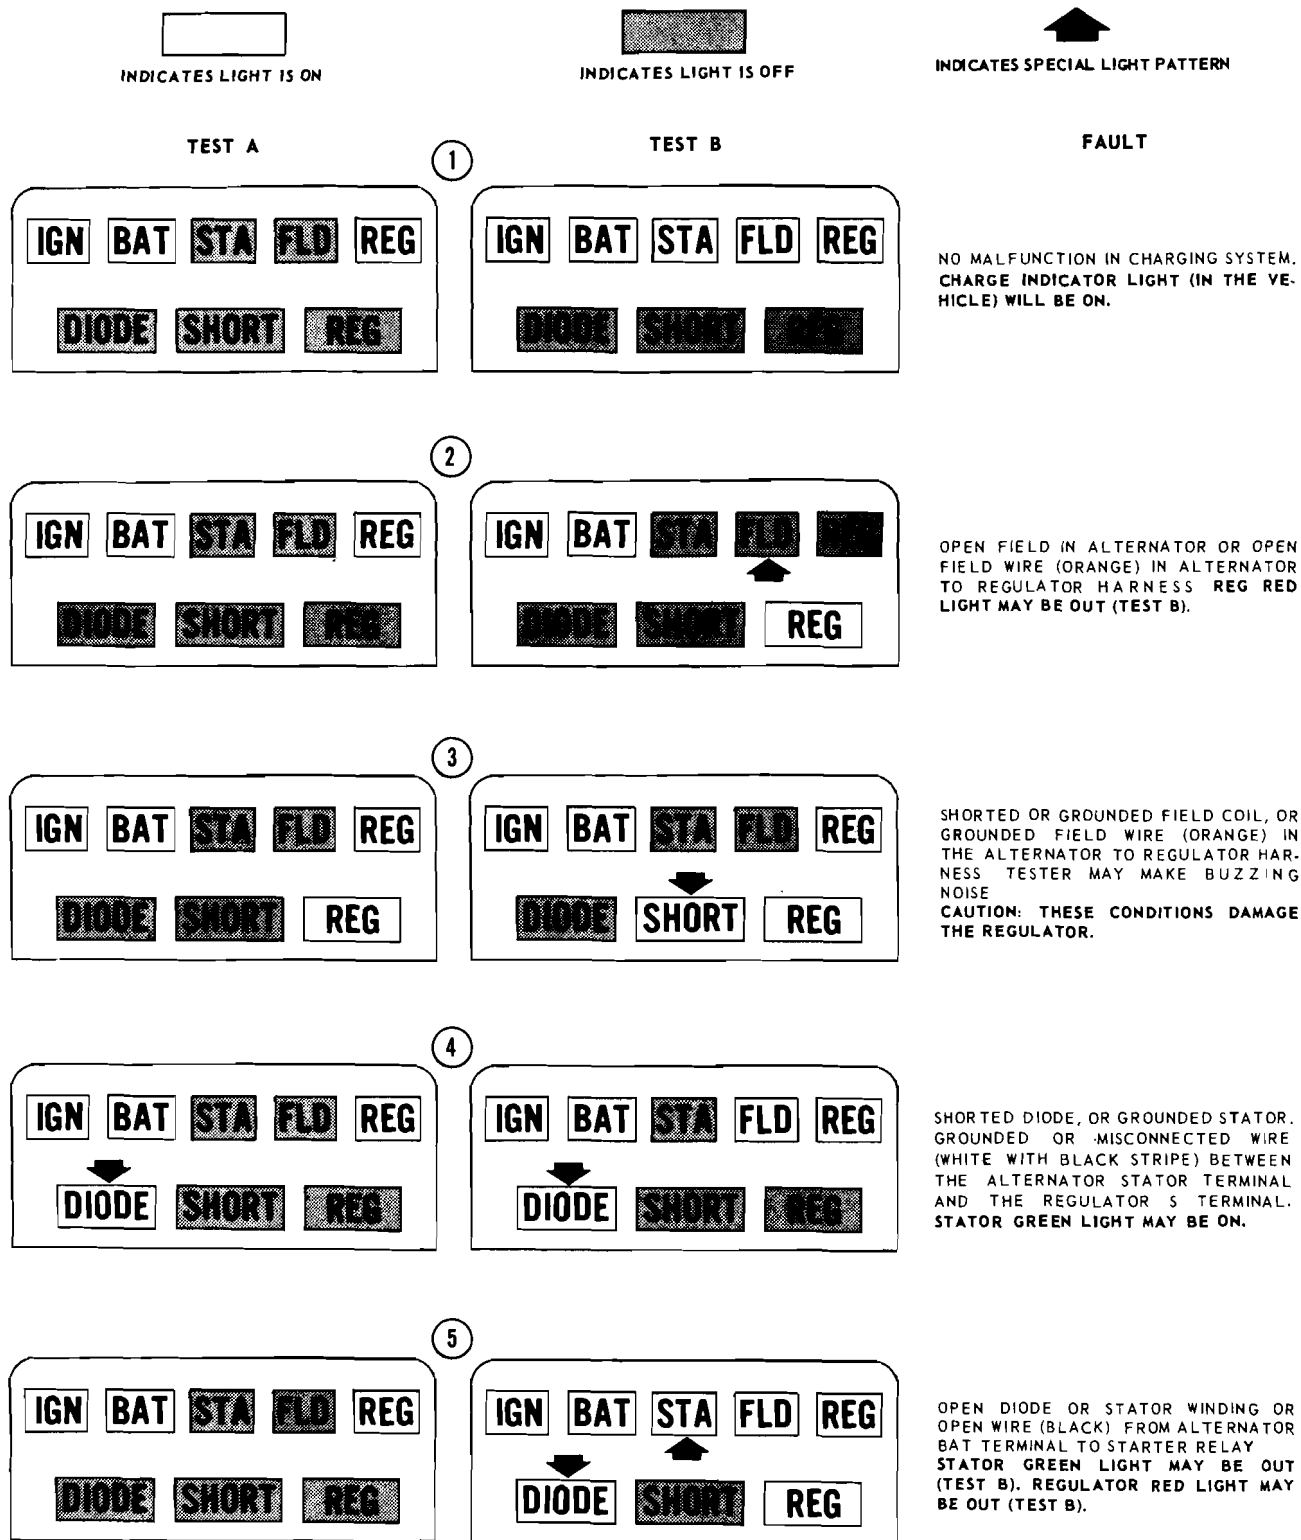 INDICATES LIGHT IS ON
INDICATES LIGHT IS OFF
INDICATES SPECIAL LIGHT PATTERN
TEST A
TEST B
FAULT
1
IGN BAT STA FLD REG
DIODE SHORT REG
IGN BAT STA FLD REG
DIODE SHORT REG
NO MALFUNCTION IN CHARGING SYSTEM.
CHARGE INDICATOR LIGHT (IN THE VE-
HICLE) WILL BE ON.
2
IGN BAT STA FLD REG
DIODE SHORT REG
IGN BAT STA FLD REG
DIODE SHORT REG
OPEN FIELD IN ALTERNATOR OR OPEN
FIELD WIRE (ORANGE) IN ALTERNATOR
TO REGULATOR HARNESS REG RED
LIGHT MAY BE OUT (TEST B).
3
IGN BAT STA FLD REG
DIODE SHORT REG
IGN BAT STA FLD REG
DIODE SHORT REG
SHORTED OR GROUNDED FIELD COIL, OR
GROUNDED FIELD WIRE (ORANGE) IN
THE ALTERNATOR TO REGULATOR HAR-
NESS TESTER MAY MAKE BUZZING
NOISE
CAUTION: THESE CONDITIONS DAMAGE
THE REGULATOR.
4
IGN BAT STA FLD REG
DIODE SHORT REG
IGN BAT STA FLD REG
DIODE SHORT REG
SHORTED DIODE, OR GROUNDED STATOR.
GROUNDED OR MISCONNECTED WIRE
(WHITE WITH BLACK STRIPE) BETWEEN
THE ALTERNATOR STATOR TERMINAL
AND THE REGULATOR S TERMINAL.
STATOR GREEN LIGHT MAY BE ON.
5
IGN BAT STA FLD REG
DIODE SHORT REG
IGN BAT STA FLD REG
DIODE SHORT REG
OPEN DIODE OR STATOR WINDING OR
OPEN WIRE (BLACK) FROM ALTERNATOR
BAT TERMINAL TO STARTER RELAY
STATOR GREEN LIGHT MAY BE OUT
(TEST B). REGULATOR RED LIGHT MAY
BE OUT (TEST B).